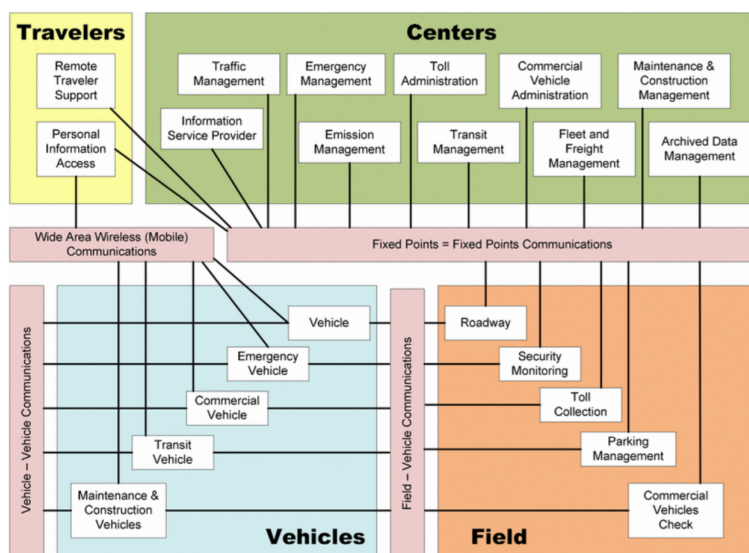 Travelers
Centers
Remote
Traveler
Support
Traffic
Management
Emergency
Management
Toll
Administration
Commercial
Vehicle
Administration
Maintenance &
Construction
Management
Personal
Information
Access
Information
Service Provider
Emission
Management
Transit
Management
Fleet and
Freight
Management
Archived Data
Management
Wide Area Wireless (Mobile)
Communications
Fixed Points = Fixed Points Communications
Vehicle – Vehicle Communications
Vehicle
Emergency
Vehicle
Commercial
Vehicle
Transit
Vehicle
Maintenance &
Construction
Vehicles
Vehicles
Field – Vehicle Communications
Roadway
Security
Monitoring
Toll
Collection
Parking
Management
Commercial
Vehicles
Check
Field